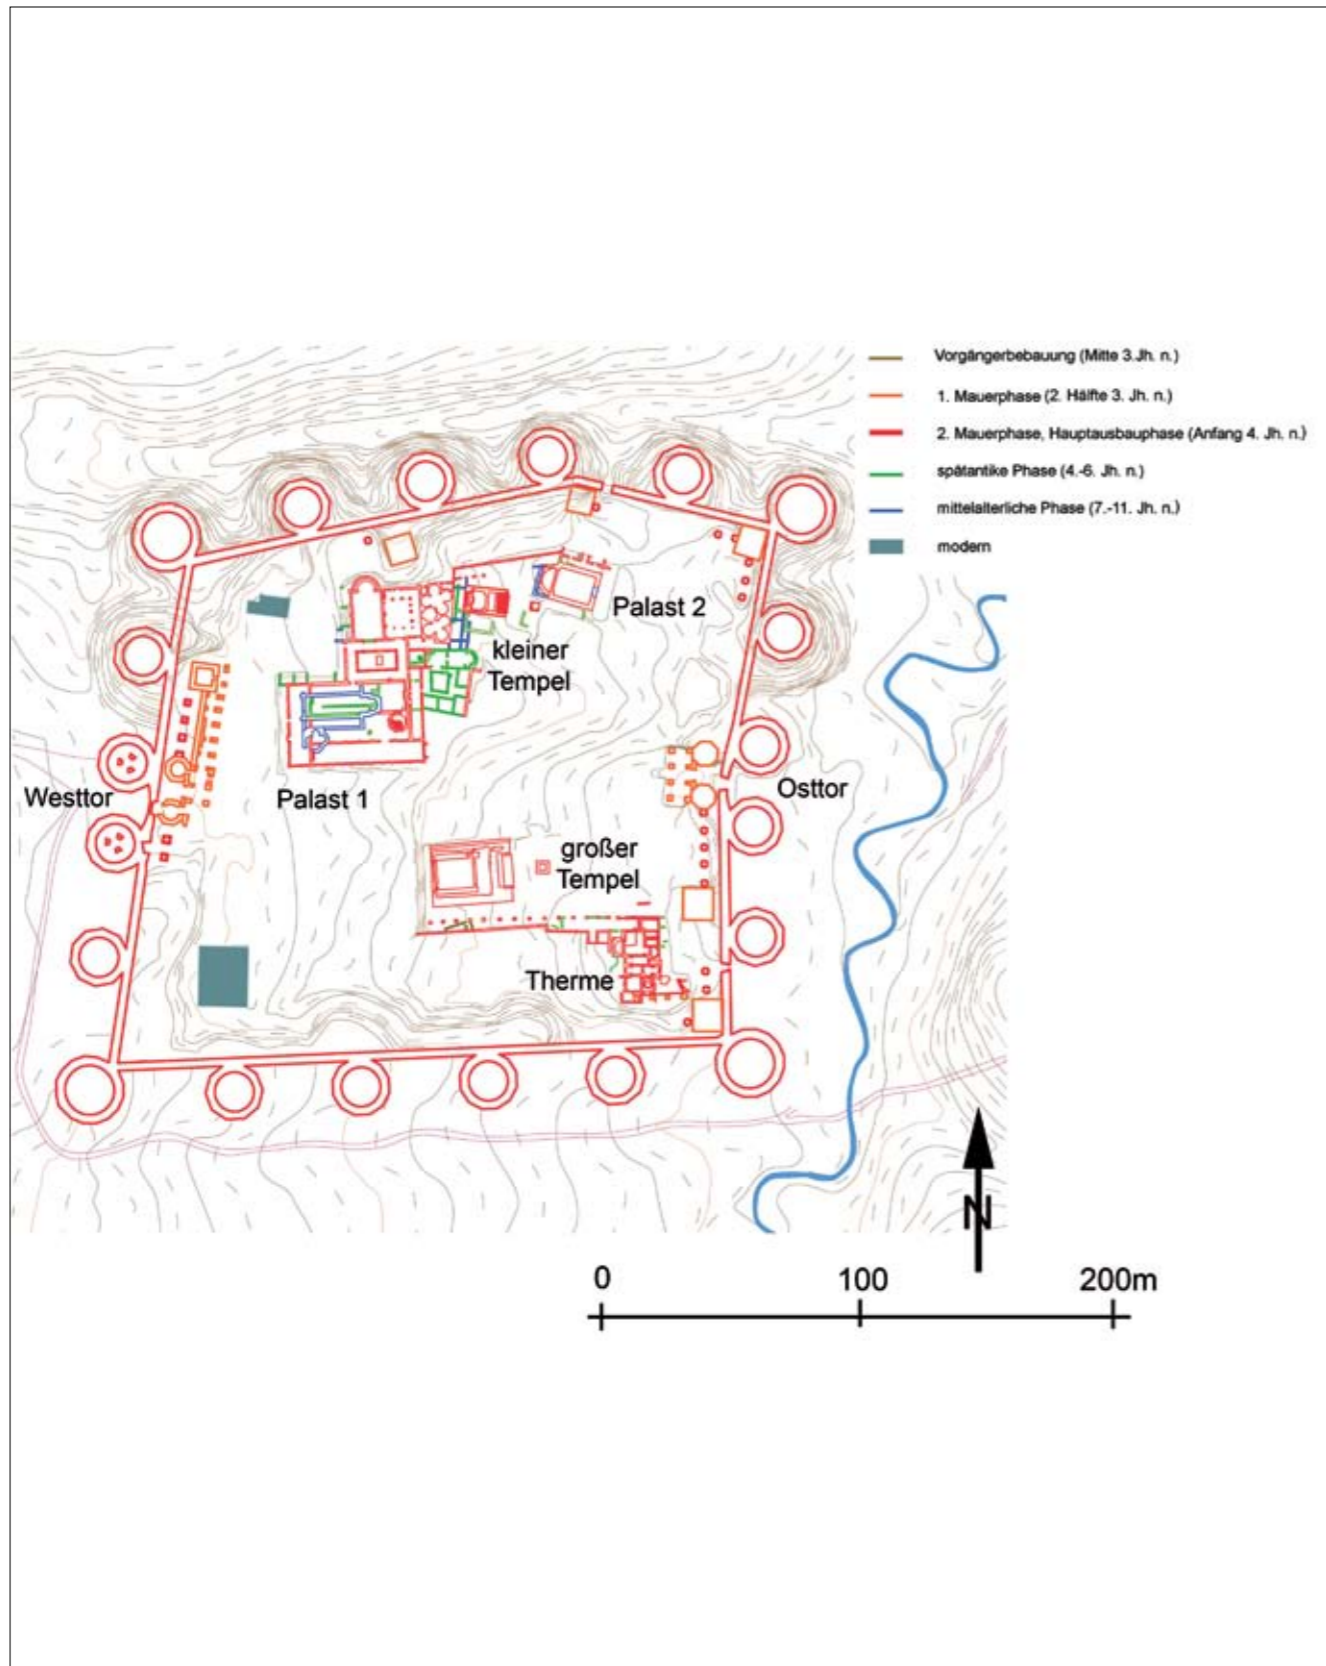 Vorgängerbebauung (Mitte 3.Jh. n.)
1. Mauerphase (2. Hälfte 3. Jh. n.)
2. Mauerphase, Hauptausbauphase (Anfang 4. Jh. n.)
spätantike Phase (4.-6. Jh. n.)
mittelalterliche Phase (7.-11. Jh. n.)
modern
Palast 2
kleiner
Tempel
Westtor
Palast 1
Osttor
großer
Tempel
Therme
N
0
100
200m